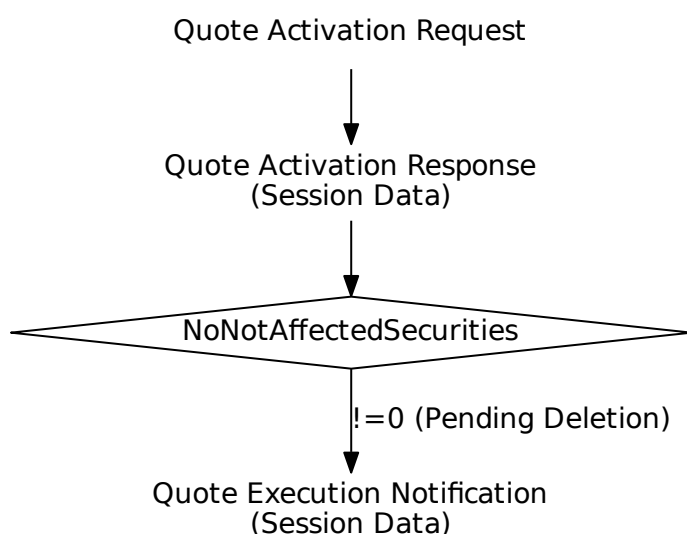 Quote Activation Request
Quote Activation Response
(Session Data)
NoNotAffectedSecurities
!=0 (Pending Deletion)
Quote Execution Notification
(Session Data)